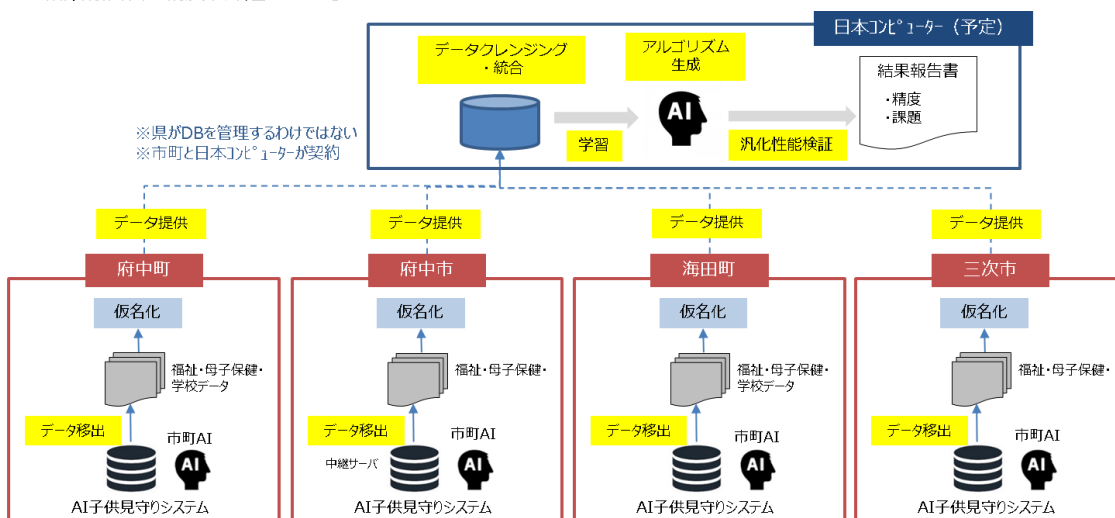 日本ｺﾝﾋﾟｭｰﾀｰ（予定）
データクレンジング
・統合
アルゴリズム
生成
結果報告書
・精度
・課題
AI
学習
汎化性能検証
※県がDBを管理するわけではない
※市町と日本ｺﾝﾋﾟｭｰﾀｰが契約
データ提供
データ提供
データ提供
データ提供
府中町
府中市
海田町
三次市
仮名化
仮名化
仮名化
仮名化
福祉・母子保健・
学校データ
福祉・母子保健・
福祉・母子保健・
学校データ
福祉・母子保健・
データ移出
データ移出
データ移出
データ移出
市町AI
市町AI
市町AI
市町AI
中継サーバ
AI
AI
AI
AI
AI子供見守りシステム
AI子供見守りシステム
AI子供見守りシステム
AI子供見守りシステム